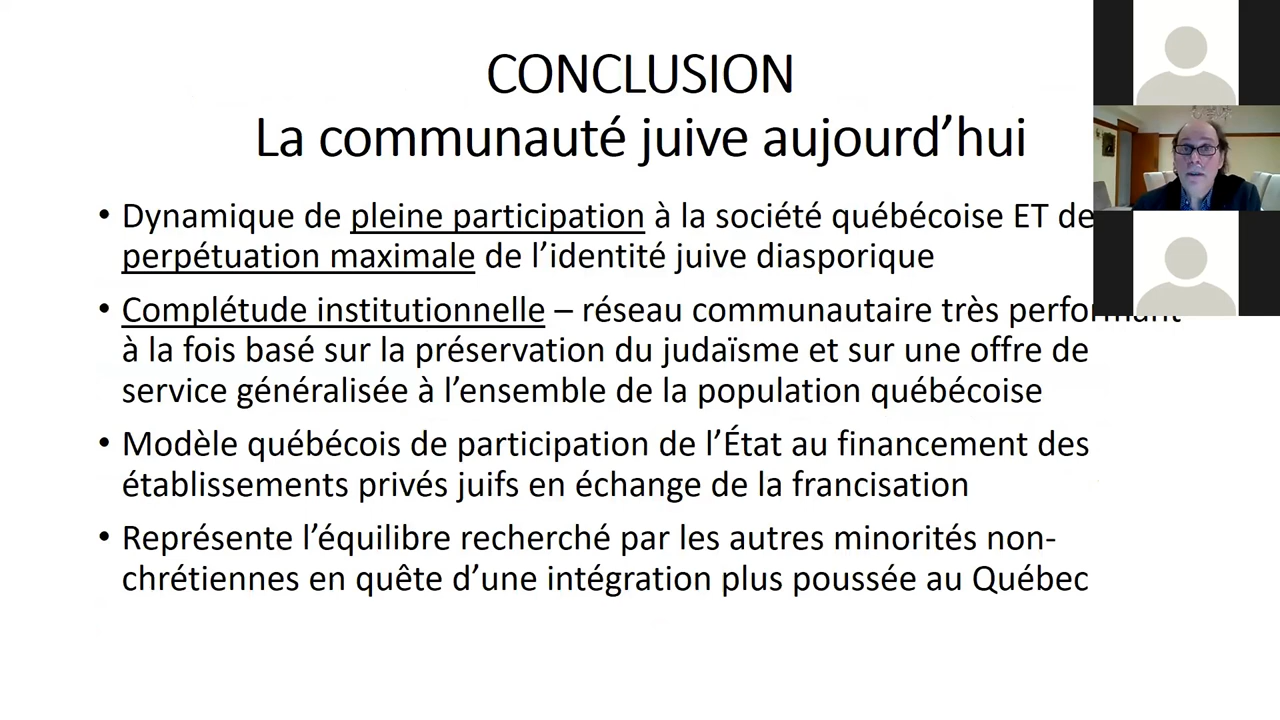 CONCLUSION
La communauté juive aujourd’hui
• Dynamique de pleine participation à la société québécoise ET de
perpétuation maximale de l’identité juive diasporique
• Complétude institutionnelle – réseau communautaire très performant
à la fois basé sur la préservation du judaïsme et sur une offre de
service généralisée à l’ensemble de la population québécoise
• Modèle québécois de participation de l’État au financement des
établissements privés juifs en échange de la francisation
• Représente l’équilibre recherché par les autres minorités non-
chrétiennes en quête d’une intégration plus poussée au Québec